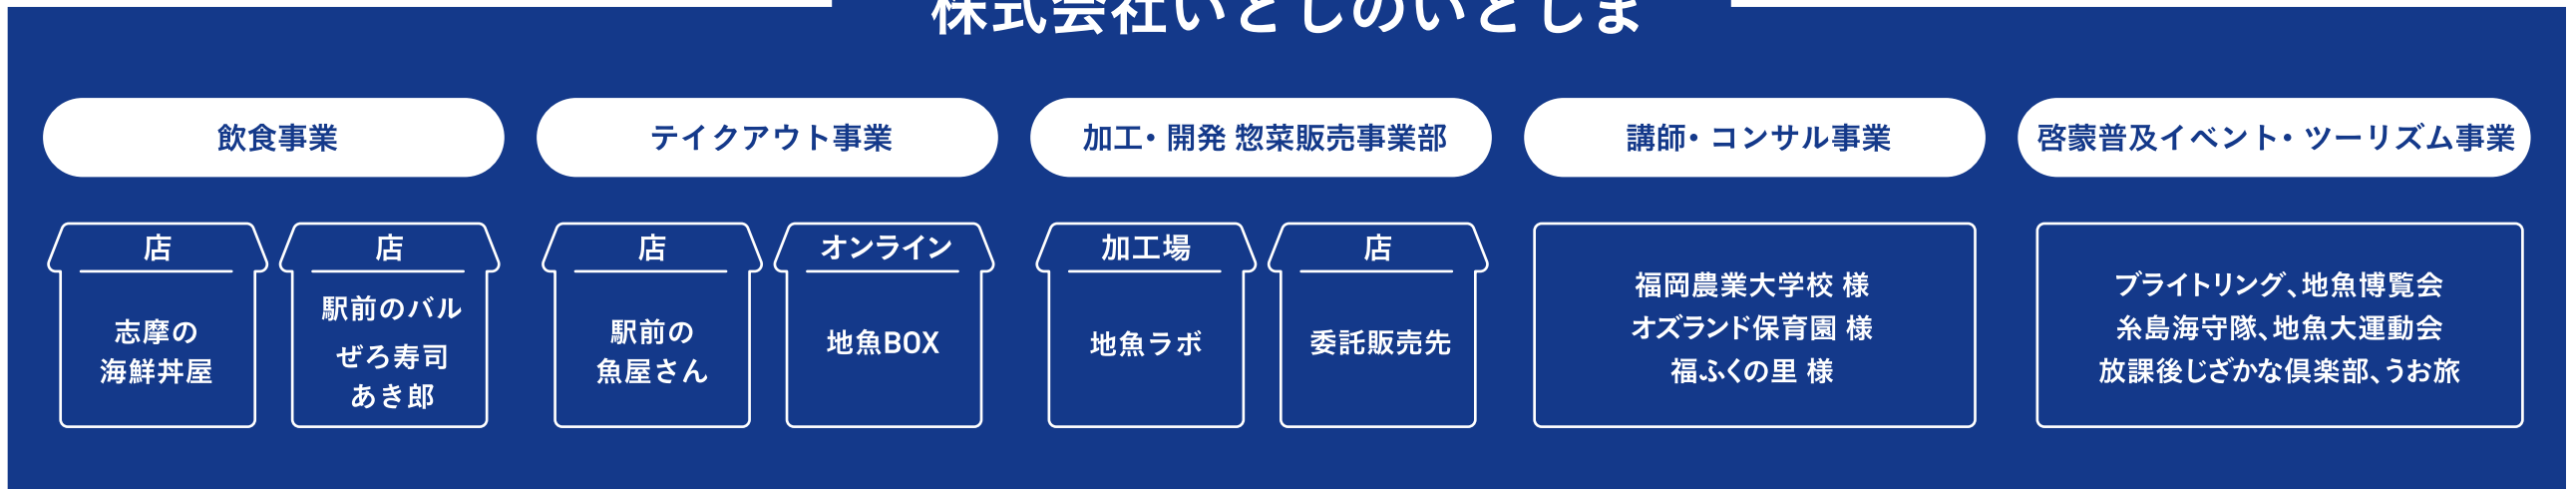 株式会社いとしのいとしま
飲食事業
テイクアウト事業
加工・開発 惣菜販売事業部
講師・コンサル事業
啓蒙普及イベント・ツーリズム事業
店
志摩の
海鮮丼屋
店
駅前のバル
ぜろ寿司
あき郎
店
駅前の
魚屋さん
オンライン
地魚BOX
加工場
地魚ラボ
店
委託販売先
福岡農業大学校 様
オズランド保育園 様
福ふくの里 様
ブライトリング、地魚博覧会
糸島海守隊、地魚大運動会
放課後じざかな倶楽部、うお旅